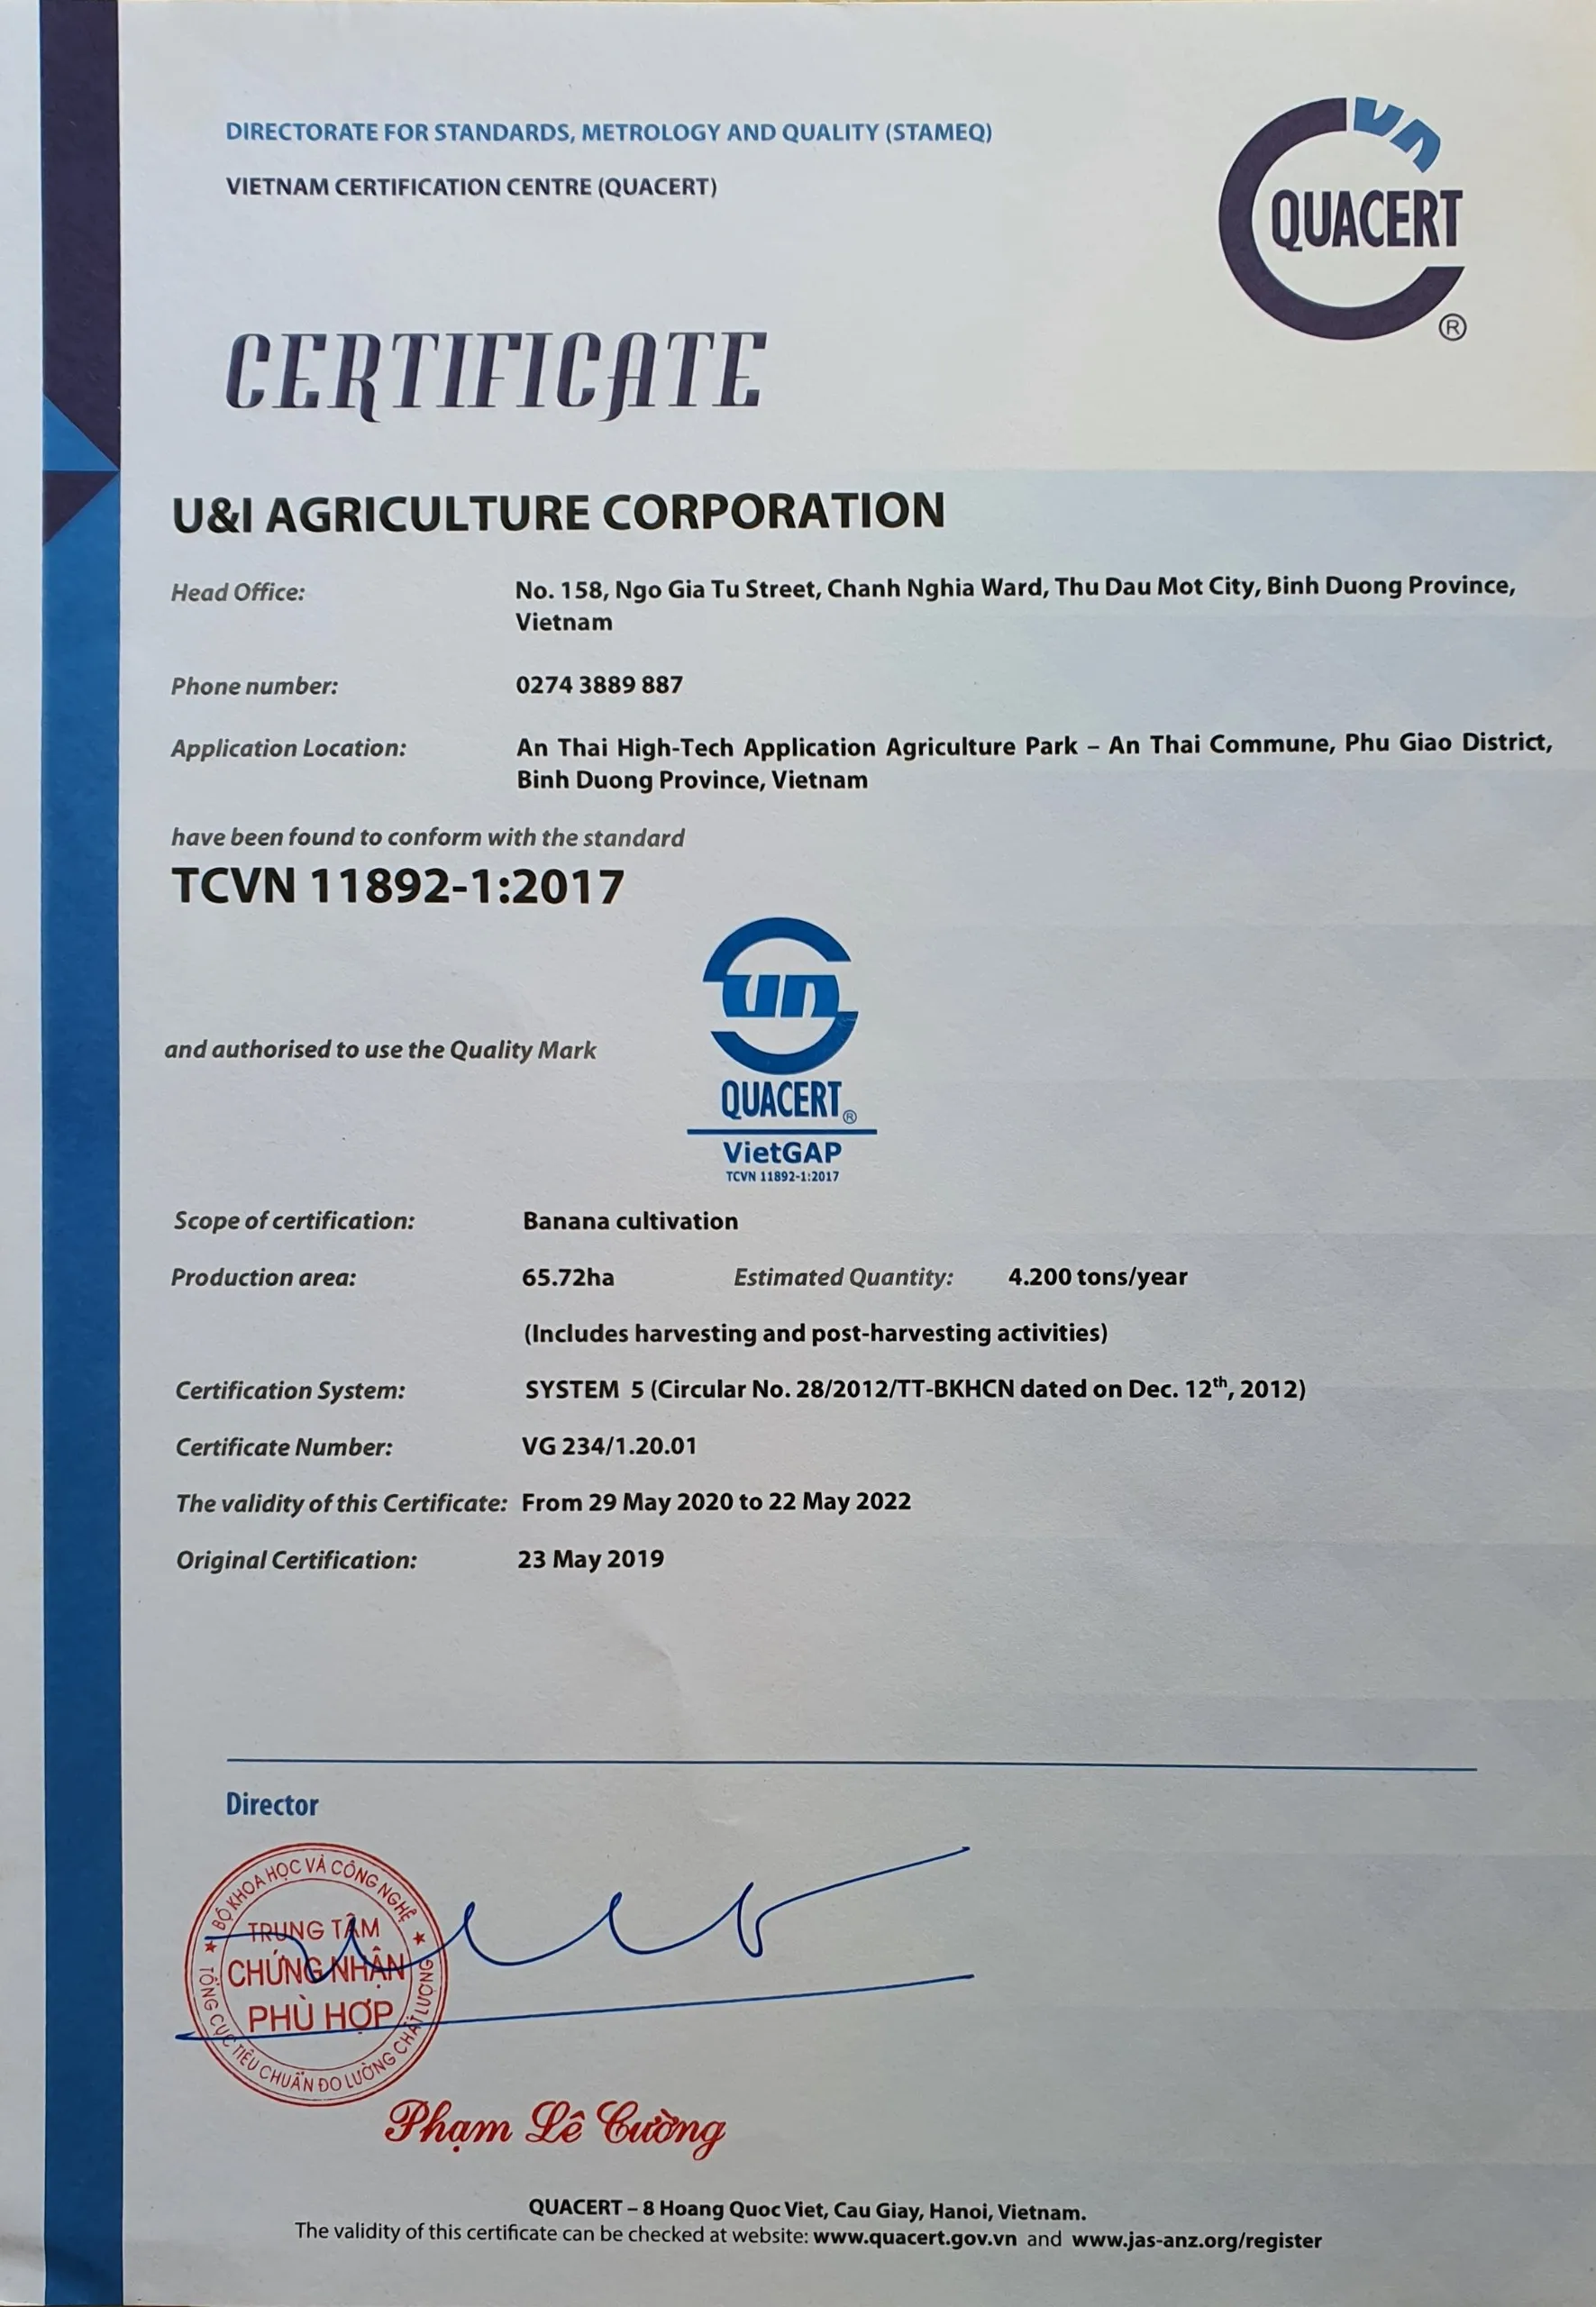 DIRECTORATE FOR STANDARDS, METROLOGY AND QUALITY (STAMEQ)
VIETNAM CERTIFICATION CENTRE (QUACERT)
vn
QUACERT
®
CERTIFICATE
U&I AGRICULTURE CORPORATION
Head Office: No. 158, Ngo Gia Tu Street, Chanh Nghia Ward, Thu Dau Mot City, Binh Duong Province,
Vietnam
Phone number: 0274 3889 887
Application Location: An Thai High-Tech Application Agriculture Park – An Thai Commune, Phu Giao District,
Binh Duong Province, Vietnam
have been found to conform with the standard
TCVN 11892-1:2017
and authorised to use the Quality Mark
vn
QUACERT®
VietGAP
TCVN 11892-1:2017
Scope of certification: Banana cultivation
Production area: 65.72ha Estimated Quantity: 4.200 tons/year
(Includes harvesting and post-harvesting activities)
Certification System: SYSTEM 5 (Circular No. 28/2012/TT-BKHCN dated on Dec. 12th, 2012)
Certificate Number: VG 234/1.20.01
The validity of this Certificate: From 29 May 2020 to 22 May 2022
Original Certification: 23 May 2019
Director
★ BỘ KHOA HỌC VÀ CÔNG NGHỆ ★
TRUNG TÂM
CHỨNG NHẬN
PHÙ HỢP
TỔNG CỤC TIÊU CHUẨN ĐO LƯỜNG CHẤT LƯỢNG
Phạm Lê Cường
QUACERT – 8 Hoang Quoc Viet, Cau Giay, Hanoi, Vietnam.
The validity of this certificate can be checked at website: www.quacert.gov.vn and www.jas-anz.org/register